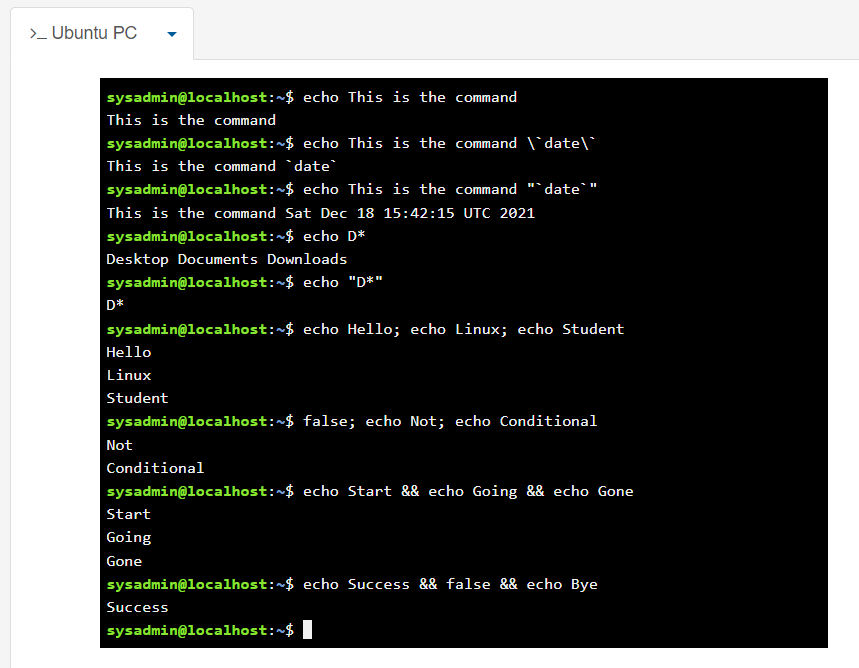 >_ Ubuntu PC
sysadmin@localhost:~$ echo This is the command
This is the command
sysadmin@localhost:~$ echo This is the command \`date\`
This is the command `date`
sysadmin@localhost:~$ echo This is the command "`date`"
This is the command Sat Dec 18 15:42:15 UTC 2021
sysadmin@localhost:~$ echo D*
Desktop Documents Downloads
sysadmin@localhost:~$ echo "D*"
D*
sysadmin@localhost:~$ echo Hello; echo Linux; echo Student
Hello
Linux
Student
sysadmin@localhost:~$ false; echo Not; echo Conditional
Not
Conditional
sysadmin@localhost:~$ echo Start && echo Going && echo Gone
Start
Going
Gone
sysadmin@localhost:~$ echo Success && false && echo Bye
Success
sysadmin@localhost:~$